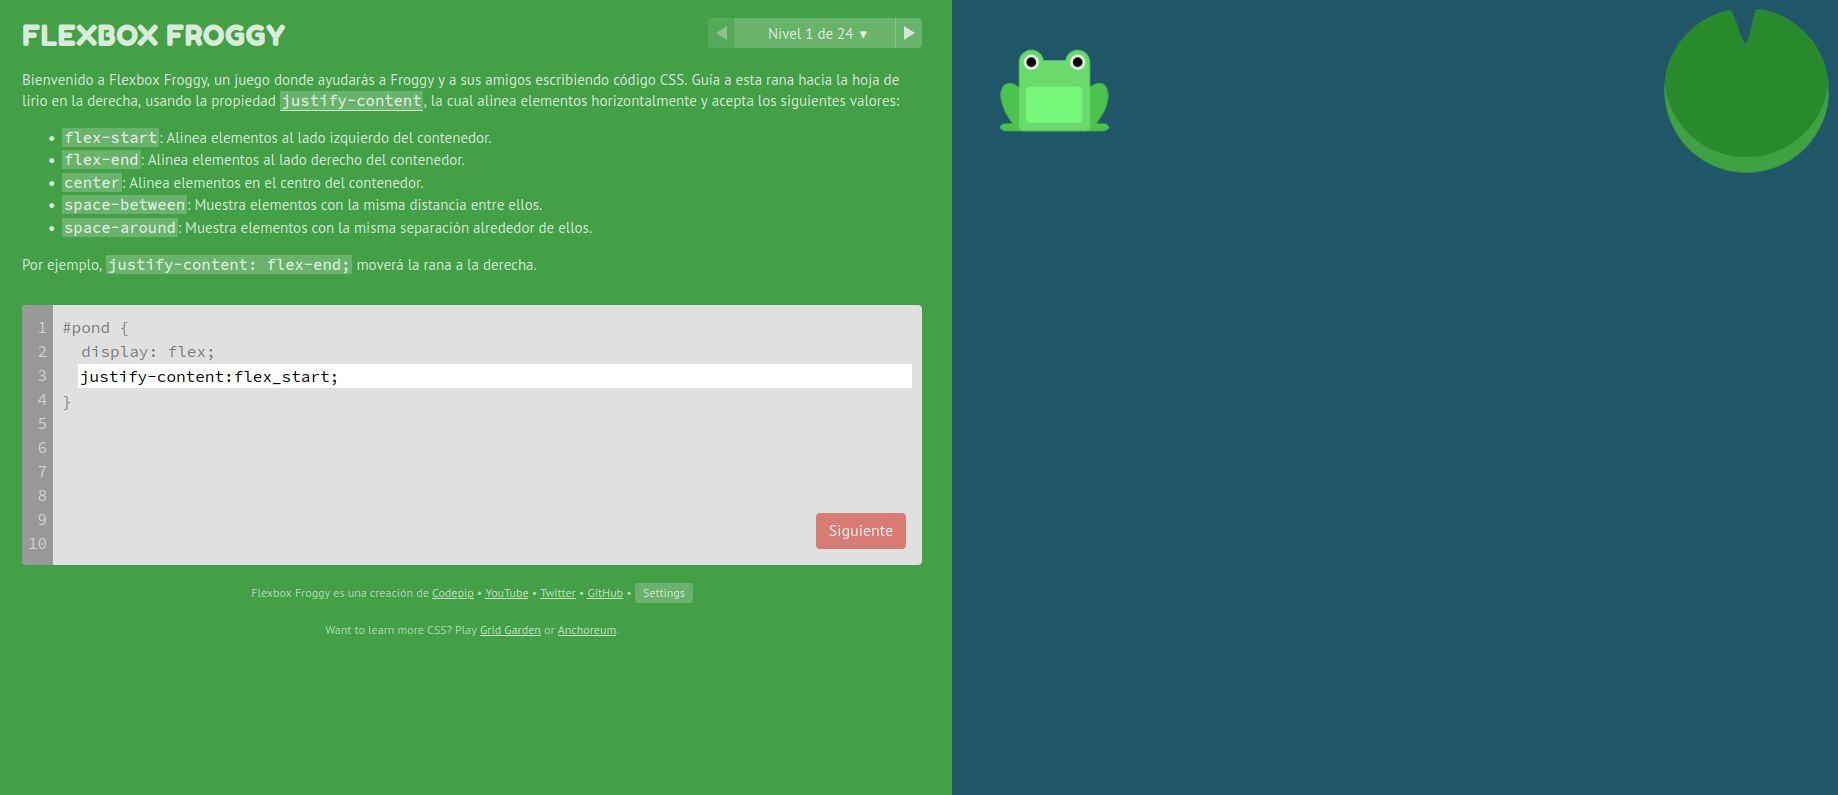 FLEXBOX FROGGY
Nivel 1 de 24 ▾
Bienvenido a Flexbox Froggy, un juego donde ayudarás a Froggy y a sus amigos escribiendo código CSS. Guía a esta rana hacia la hoja de
lirio en la derecha, usando la propiedad justify-content, la cual alinea elementos horizontalmente y acepta los siguientes valores:
• flex-start: Alinea elementos al lado izquierdo del contenedor.
• flex-end: Alinea elementos al lado derecho del contenedor.
• center: Alinea elementos en el centro del contenedor.
• space-between: Muestra elementos con la misma distancia entre ellos.
• space-around: Muestra elementos con la misma separación alrededor de ellos.
Por ejemplo, justify-content: flex-end; moverá la rana a la derecha.
1 #pond {
2 display: flex;
3 justify-content:flex_start;
4 }
5
6
7
8
9
10
Siguiente
Flexbox Froggy es una creación de Codepip • YouTube • Twitter • GitHub • Settings
Want to learn more CSS? Play Grid Garden or Anchoreum.